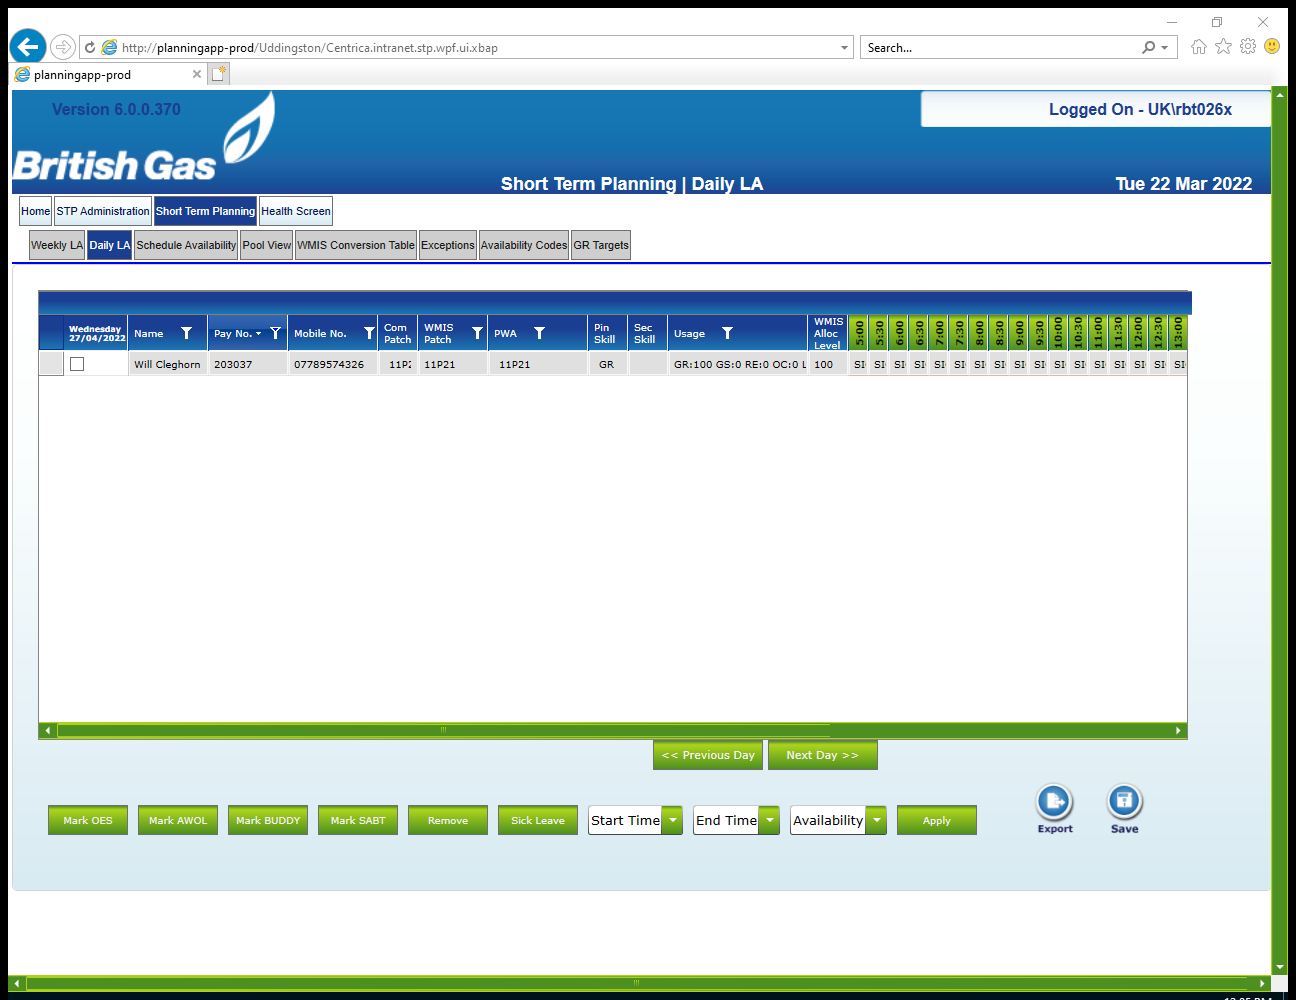 http://planningapp-prod/Uddingston/Centrica.intranet.stp.wpf.ui.xbap
Search...
planningapp-prod
Version 6.0.0.370
Logged On - UK\rbt026x
British Gas
Short Term Planning | Daily LA
Tue 22 Mar 2022
Home STP Administration Short Term Planning Health Screen
Weekly LA Daily LA Schedule Availability Pool View WMIS Conversion Table Exceptions Availability Codes GR Targets
Wednesday 27/04/2022 Name Pay No. Mobile No. Com Patch WMIS Patch PWA Pin Skill Sec Skill Usage WMIS Alloc Level 5:00 5:30 6:00 6:30 7:00 7:30 8:00 8:30 9:00 9:30 10:00 10:30 11:00 11:30 12:00 12:30 13:00
Will Cleghorn 203037 07789574326 11P2 11P21 11P21 GR GR:100 GS:0 RE:0 OC:0 L 100 SI SI SI SI SI SI SI SI SI SI SI SI SI SI SI SI SI
<< Previous Day Next Day >>
Mark OES Mark AWOL Mark BUDDY Mark SABT Remove Sick Leave Start Time End Time Availability Apply
Export Save